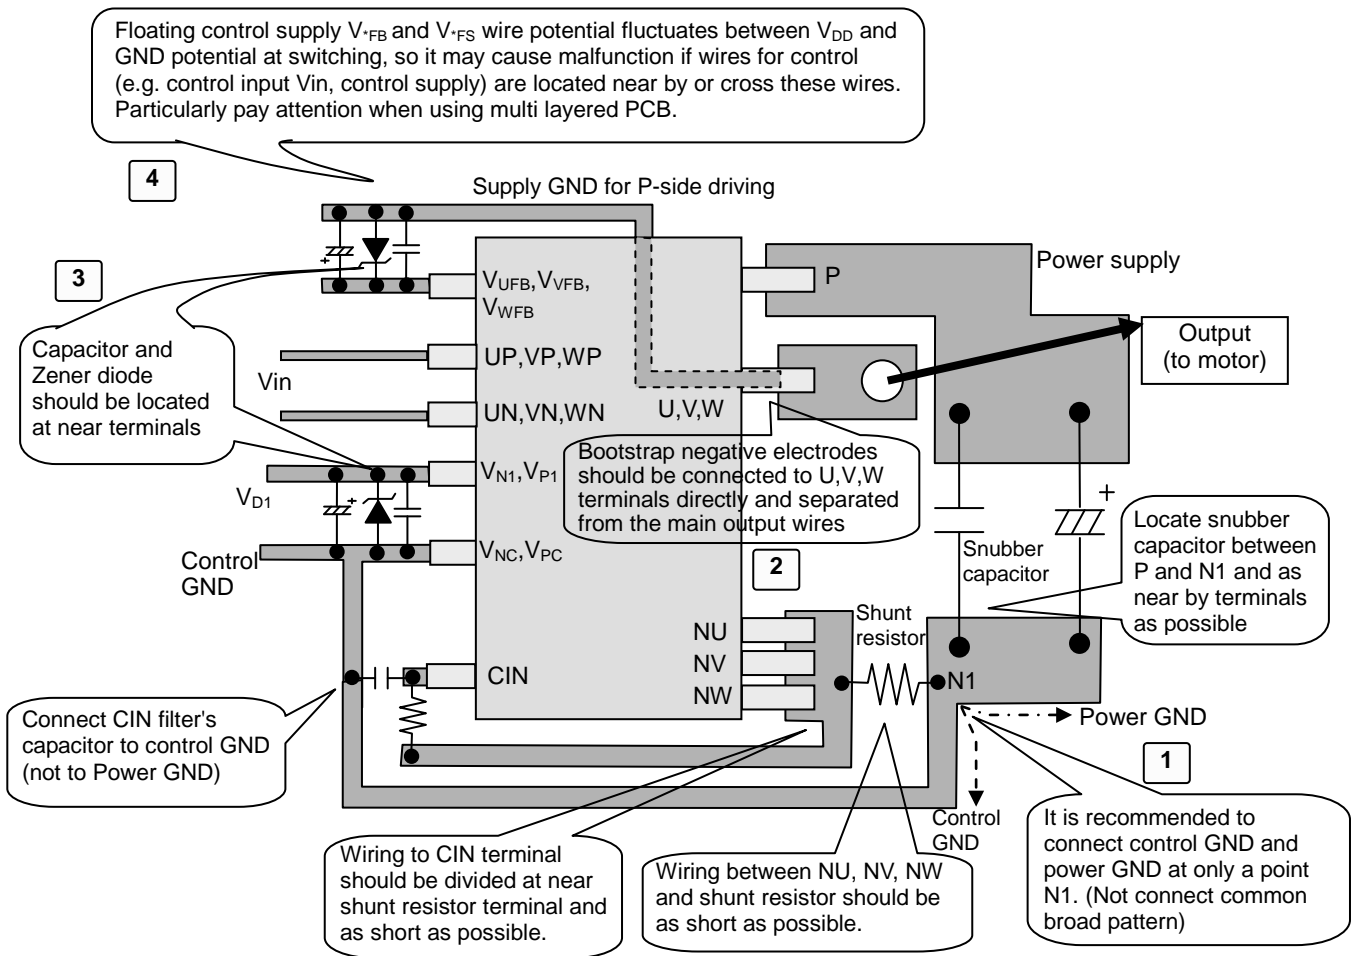 Floating control supply V*FB and V*FS wire potential fluctuates between VDD and
GND potential at switching, so it may cause malfunction if wires for control
(e.g. control input Vin, control supply) are located near by or cross these wires.
Particularly pay attention when using multi layered PCB.
4
Supply GND for P-side driving
3
VUFB,VVFB,
VWFB
P
Power supply
Capacitor and
Zener diode
should be located
at near terminals
Vin
UP,VP,WP
UN,VN,WN
U,V,W
Output
(to motor)
Bootstrap negative electrodes
should be connected to U,V,W
terminals directly and separated
from the main output wires
+
VN1,VP1
VD1
+
+
Control
GND
VNC,VPC
2
Snubber
capacitor
Locate snubber
capacitor between
P and N1 and as
near by terminals
as possible
NU
NV
NW
Shunt
resistor
CIN
N1
Connect CIN filter's
capacitor to control GND
(not to Power GND)
Power GND
1
Control
GND
Wiring to CIN terminal
should be divided at near
shunt resistor terminal and
as short as possible.
Wiring between NU, NV, NW
and shunt resistor should be
as short as possible.
It is recommended to
connect control GND and
power GND at only a point
N1. (Not connect common
broad pattern)